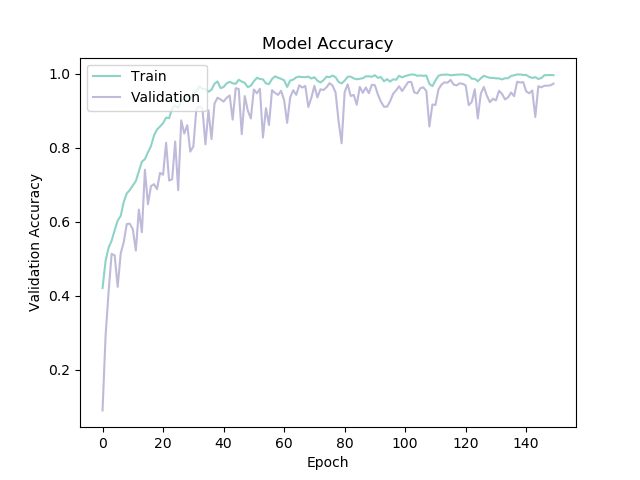 Model Accuracy
Train
Validation
Validation Accuracy
1.0
0.8
0.6
0.4
0.2
0 20 40 60 80 100 120 140
Epoch